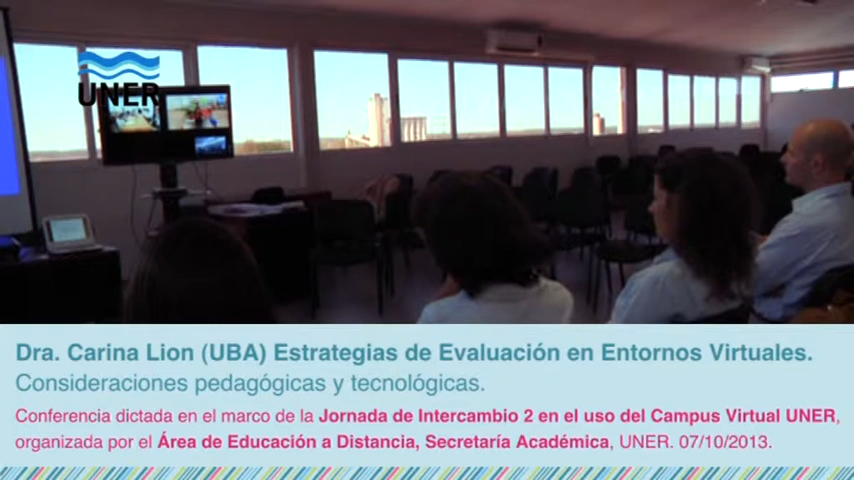 UNER
Dra. Carina Lion (UBA) Estrategias de Evaluación en Entornos Virtuales.
Consideraciones pedagógicas y tecnológicas.
Conferencia dictada en el marco de la Jornada de Intercambio 2 en el uso del Campus Virtual UNER,
organizada por el Área de Educación a Distancia, Secretaría Académica, UNER. 07/10/2013.